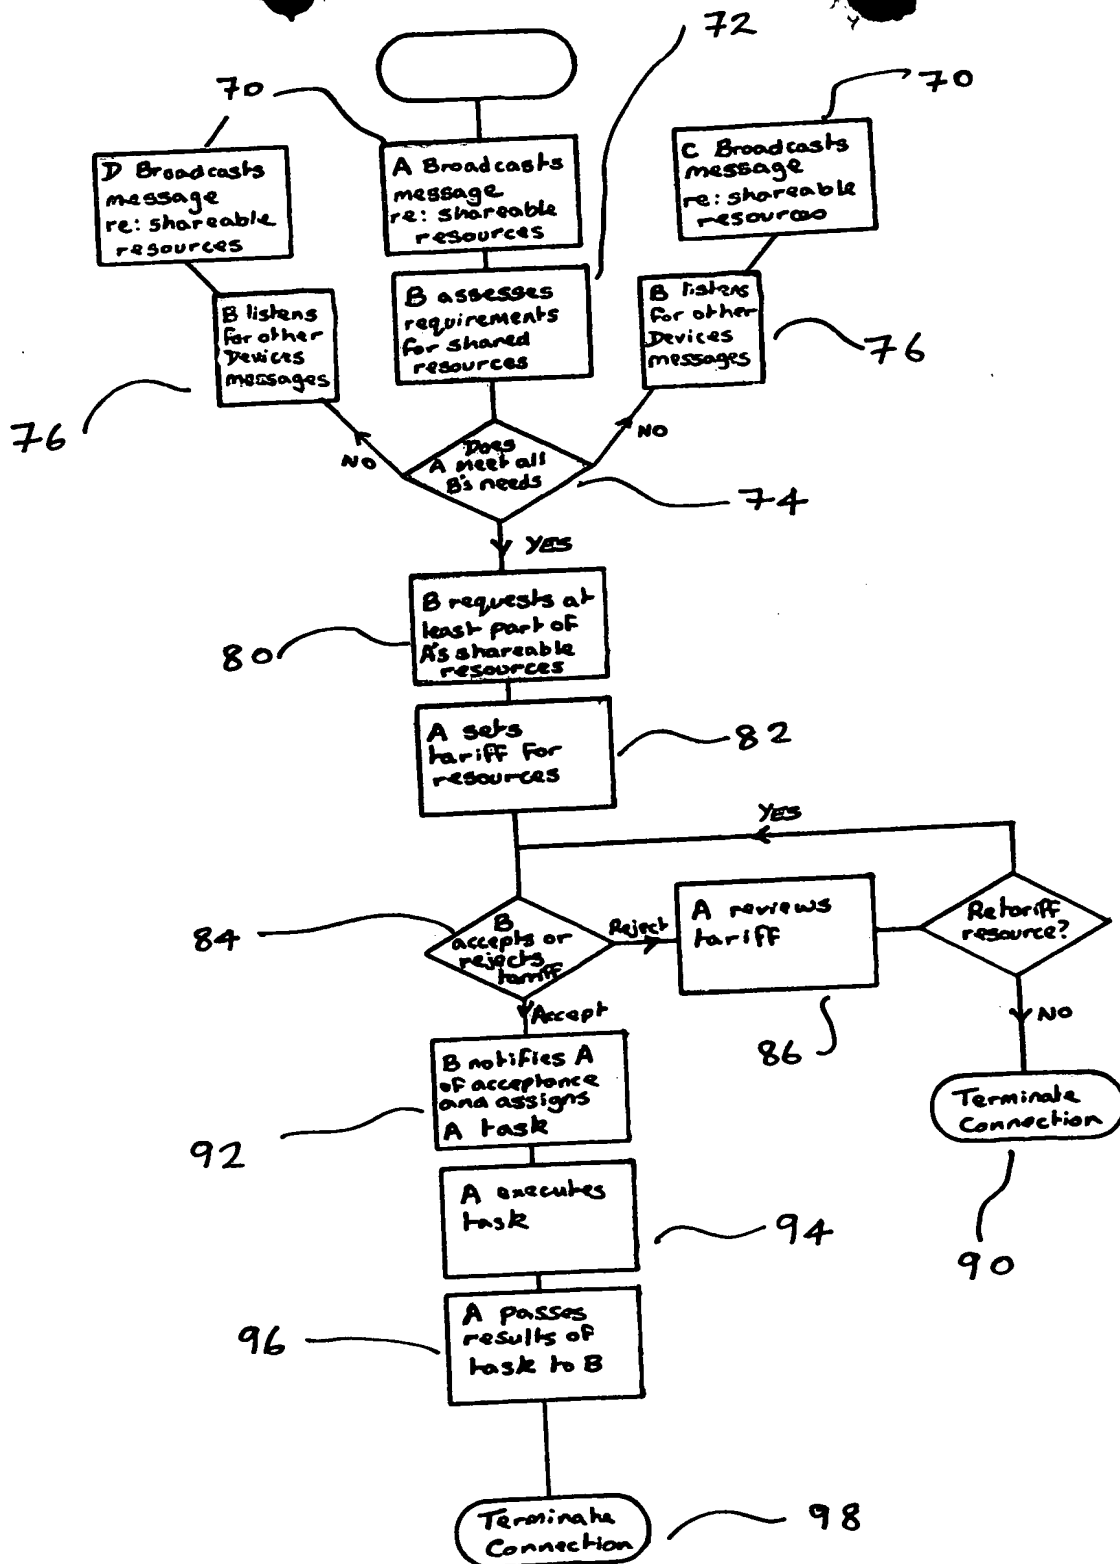 72
70
70
D Broadcasts
message
re: shareable
resources
A Broadcasts
message
re: shareable
resources
C Broadcasts
message
re: shareable
resources
B listens
for other
Devices
messages
B assesses
requirements
for shared
resources
B listens
for other
Devices
messages
76
76
NO
Does
A meet all
B's needs
NO
74
YES
B requests at
least part of
A's shareable
resources
80
A sets
tariff for
resources
82
YES
84
B
accepts or
rejects
tariff
Reject
A reviews
tariff
Retariff
resource?
86
Accept
NO
B notifies A
of acceptance
and assigns
A task
92
Terminate
Connection
90
A executes
task
94
A passes
results of
task to B
96
Terminate
Connection
98